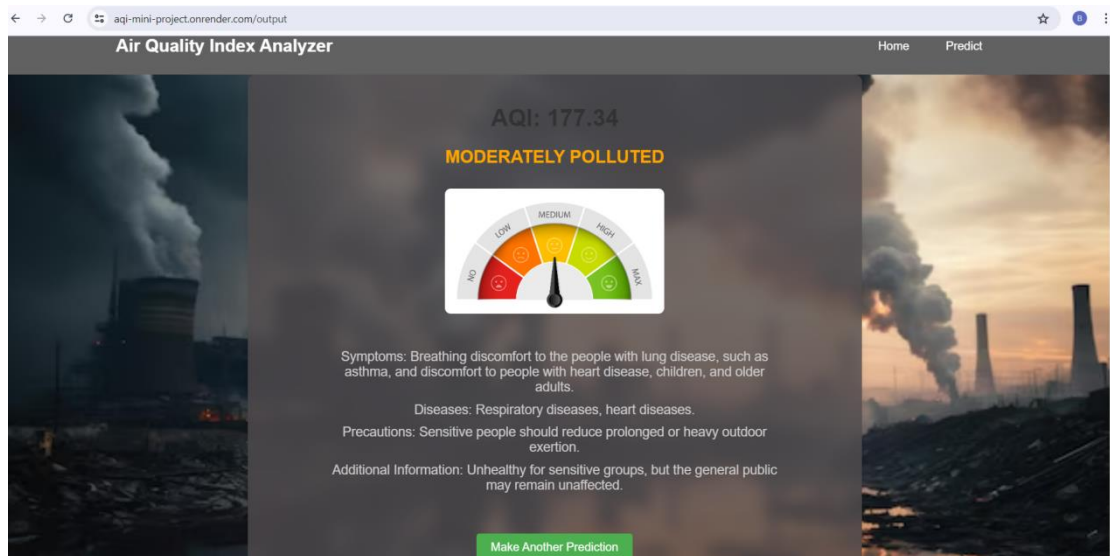 aqi-mini-project.onrender.com/output
B
Air Quality Index Analyzer
Home Predict
AQI: 177.34
MODERATELY POLLUTED
NO LOW MEDIUM HIGH MAX
Symptoms: Breathing discomfort to the people with lung disease, such as
asthma, and discomfort to people with heart disease, children, and older
adults.
Diseases: Respiratory diseases, heart diseases.
Precautions: Sensitive people should reduce prolonged or heavy outdoor
exertion.
Additional Information: Unhealthy for sensitive groups, but the general public
may remain unaffected.
Make Another Prediction